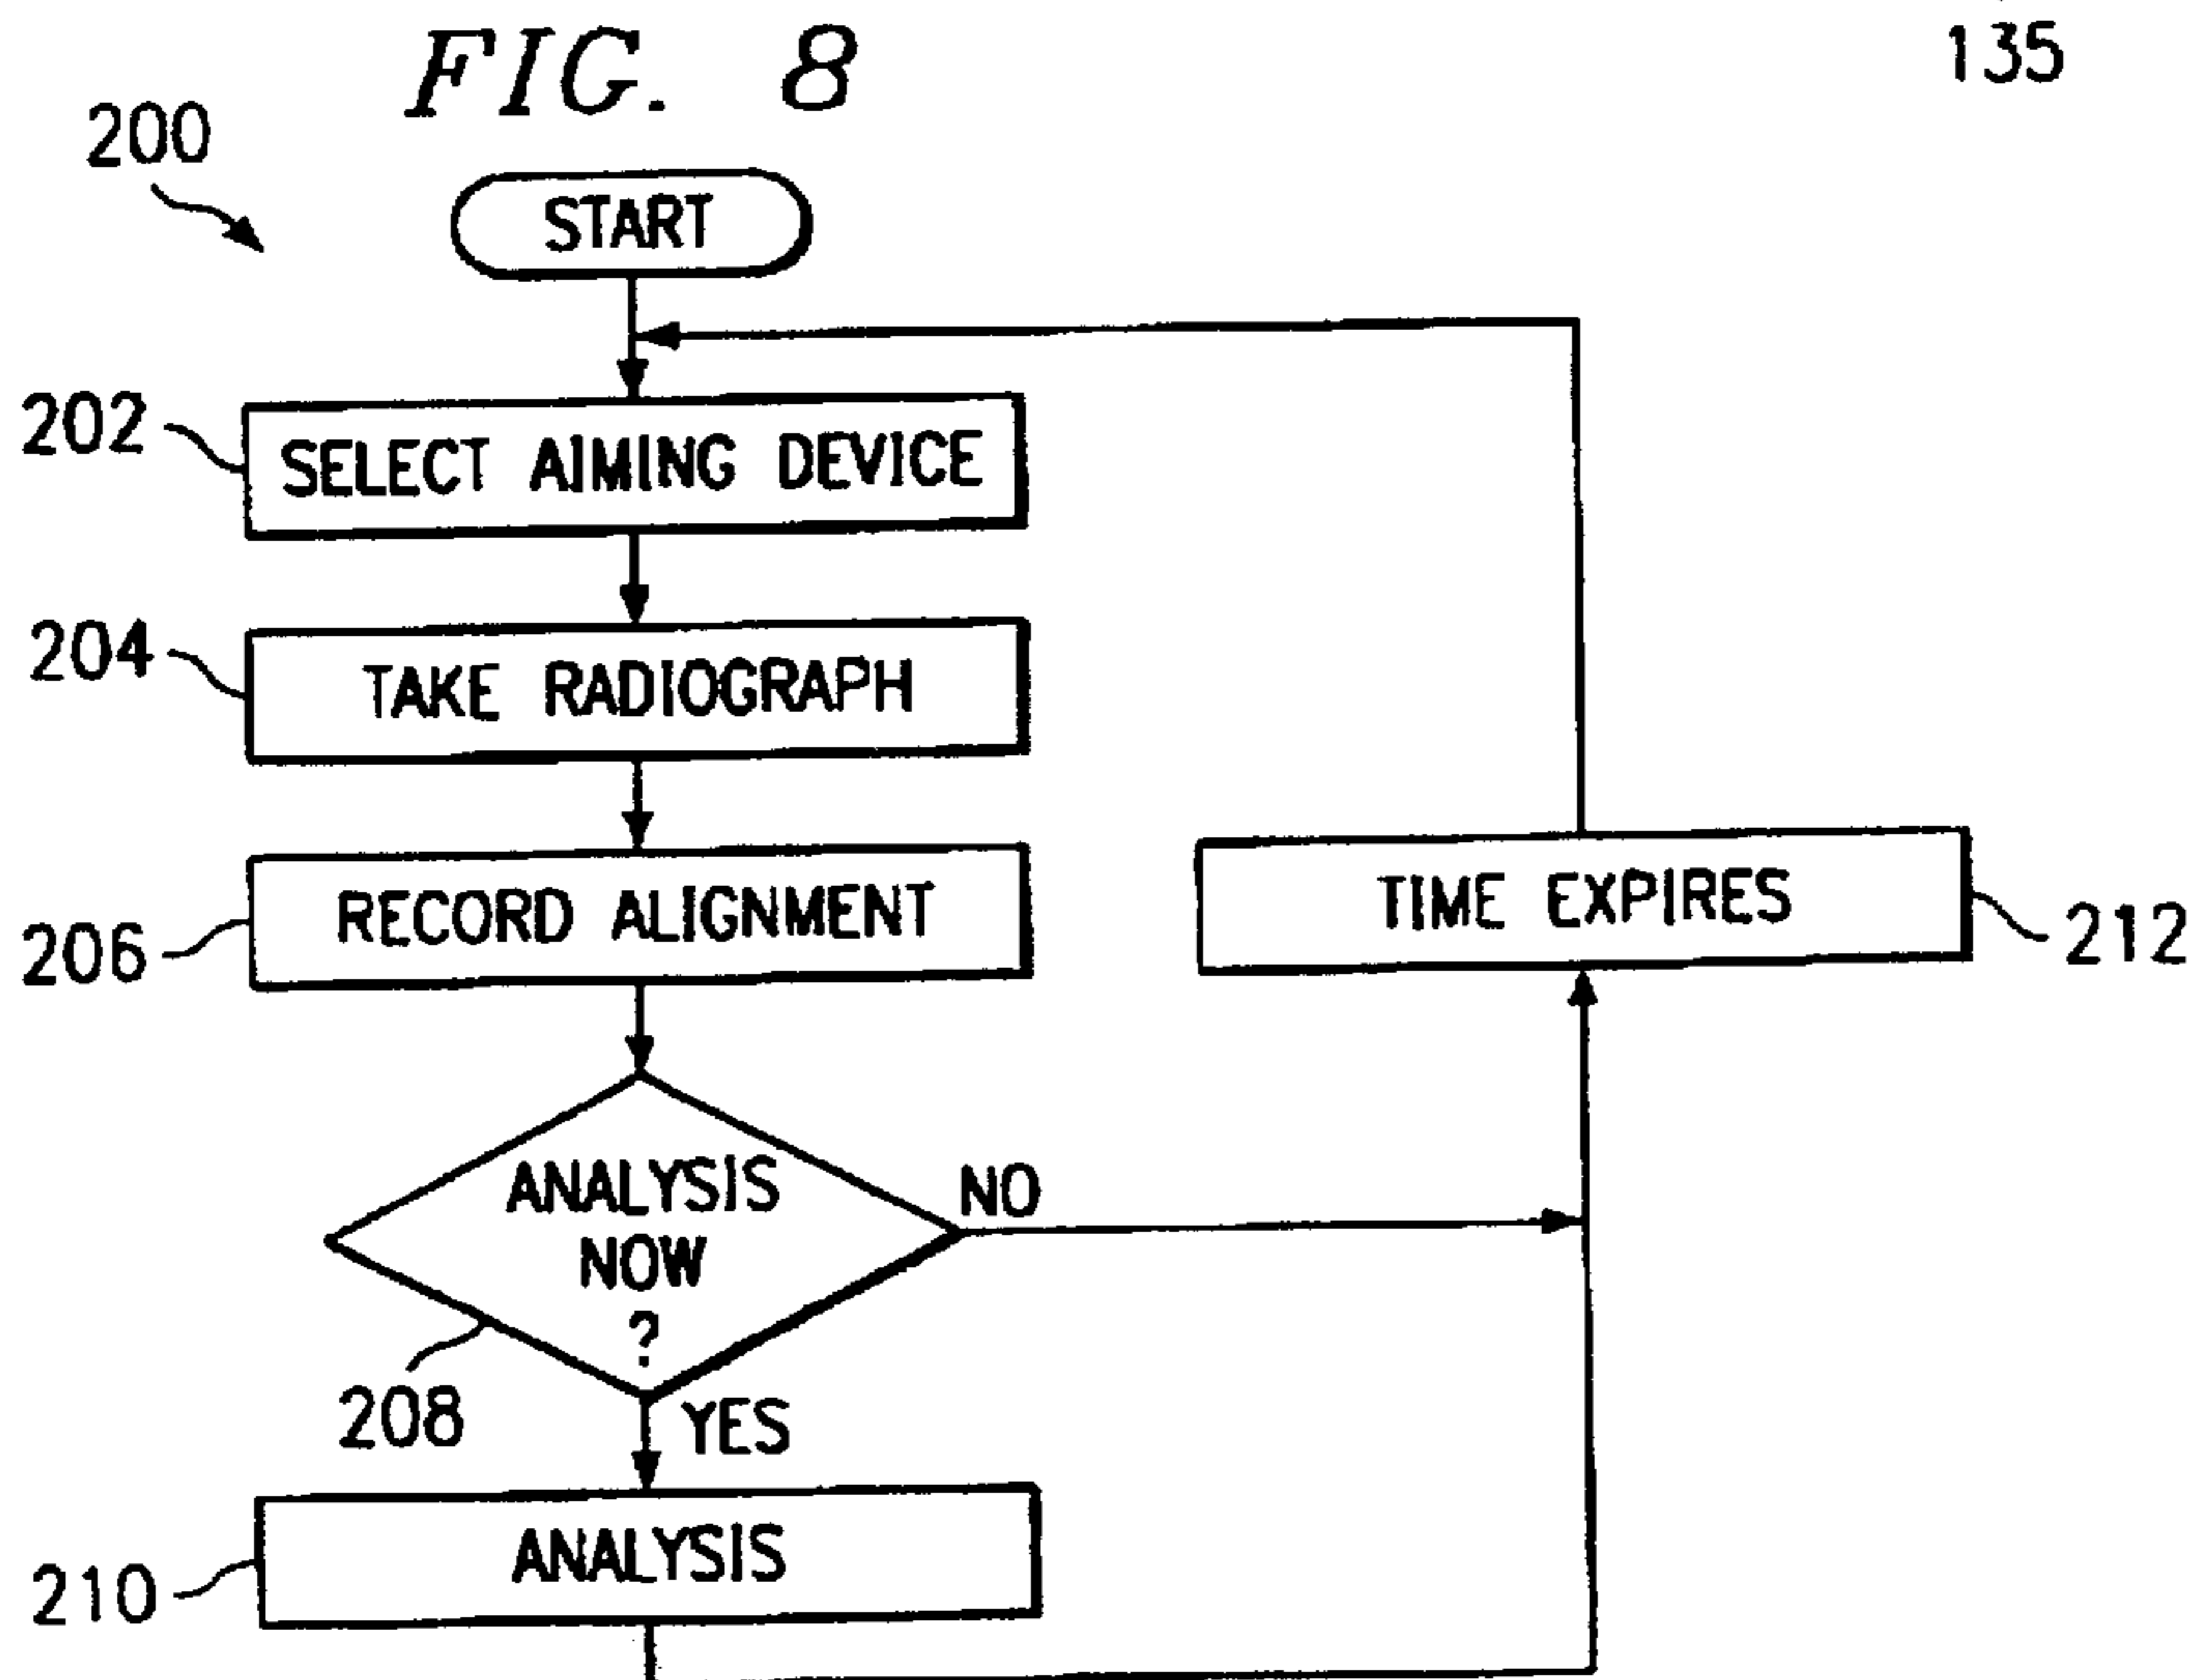 FIG. 8
135
200
START
202
SELECT AIMING DEVICE
204
TAKE RADIOGRAPH
206
RECORD ALIGNMENT
TIME EXPIRES
212
ANALYSIS
NOW
?
NO
208
YES
210
ANALYSIS